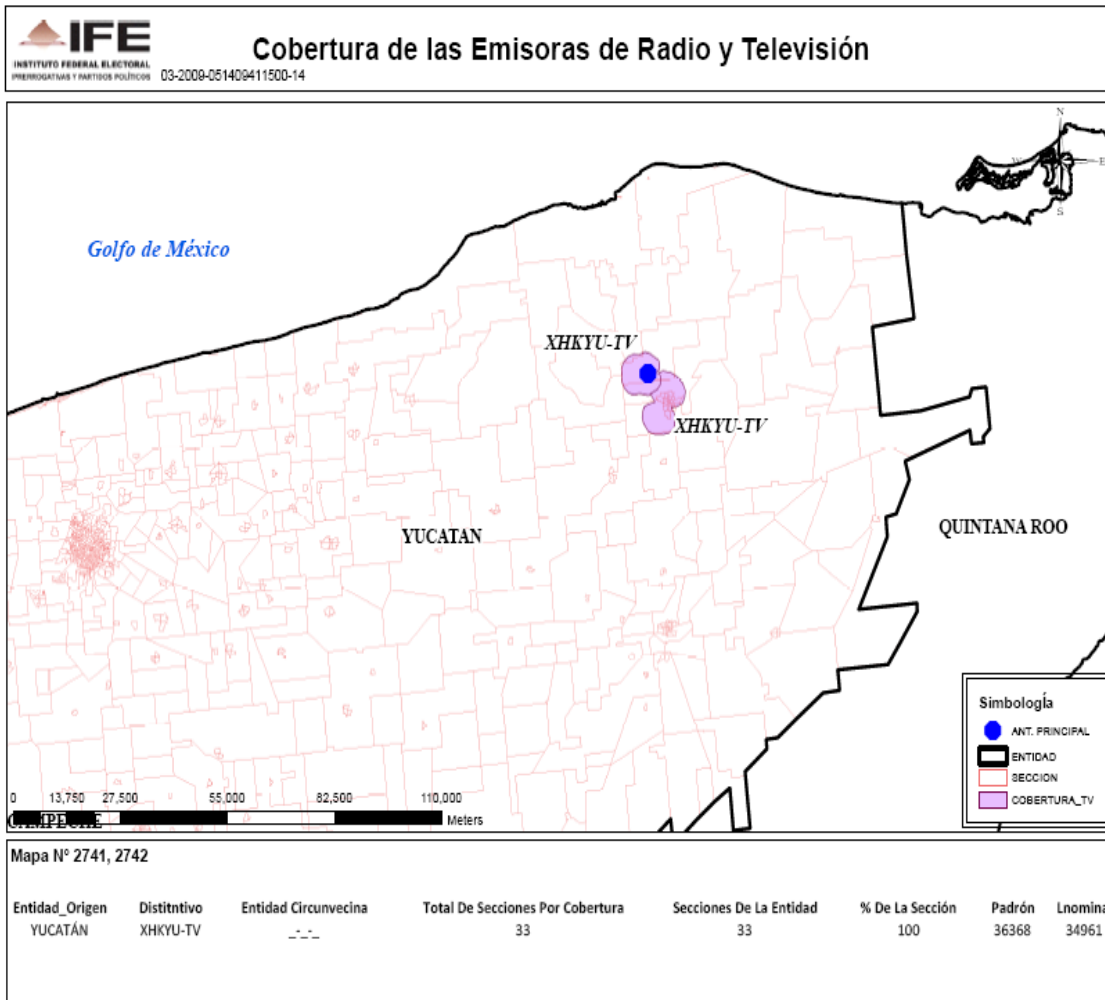 IFE
INSTITUTO FEDERAL ELECTORAL
PRERROGATIVAS Y PARTIDOS POLÍTICOS
Cobertura de las Emisoras de Radio y Televisión
03-2009-051409411500-14
N
W
E
S
Golfo de México
XHKYU-TV
XHKYU-TV
YUCATAN
QUINTANA ROO
Simbología
ANT. PRINCIPAL
ENTIDAD
SECCION
COBERTURA_TV
0 13,750 27,500 55,000 82,500 110,000
Meters
CAMPECHE
Mapa N° 2741, 2742
Entidad_Origen Distitntivo Entidad Circunvecina Total De Secciones Por Cobertura Secciones De La Entidad % De La Sección Padrón Lnomina
YUCATÁN XHKYU-TV _-_-_ 33 33 100 36368 34961